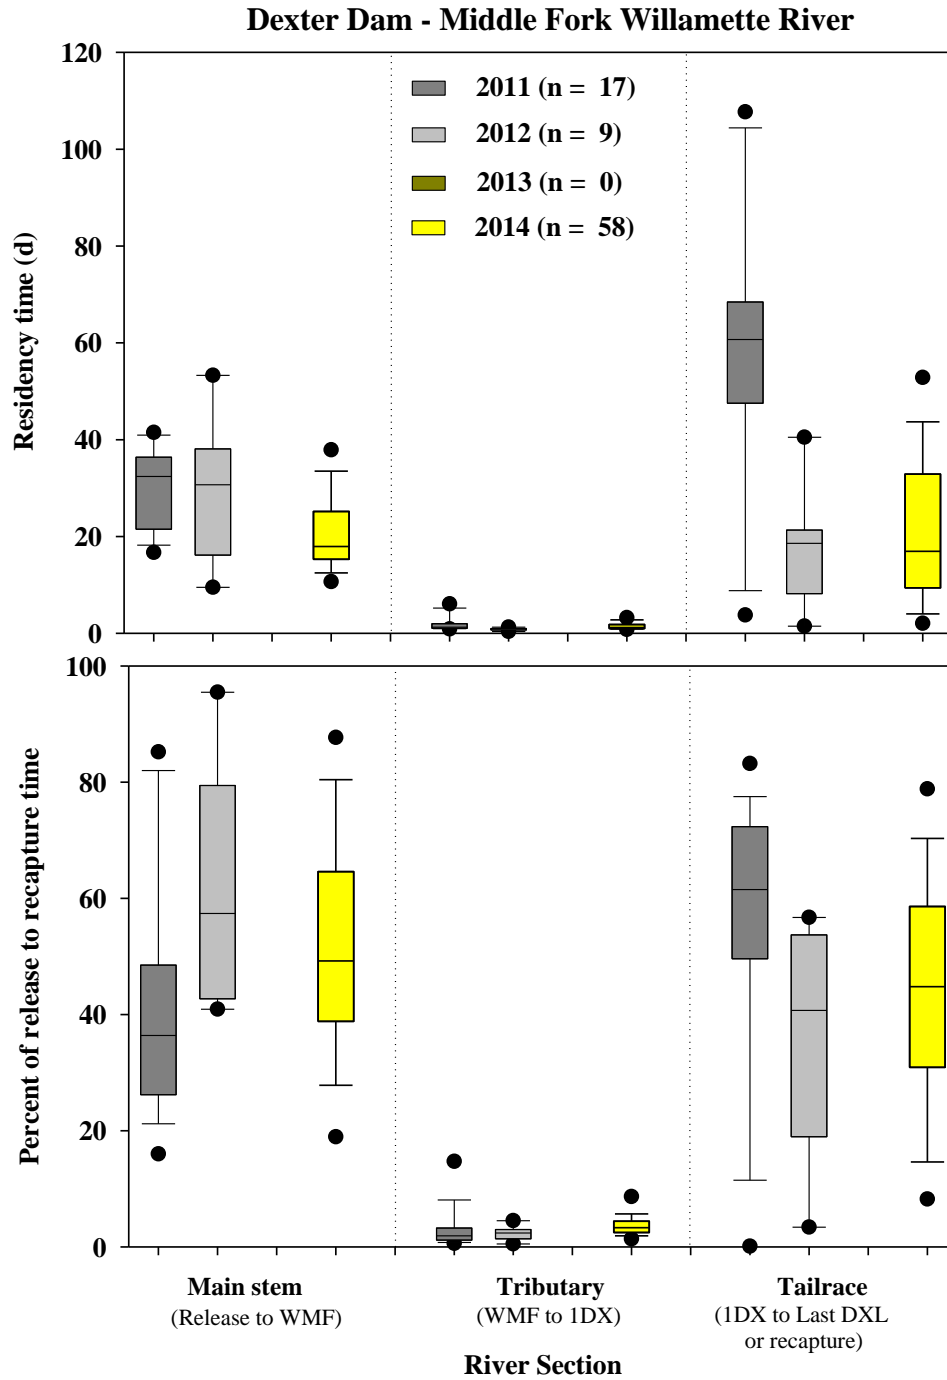 Dexter Dam - Middle Fork Willamette River
120
100
80
60
40
20
0
Residency time (d)
2011 (n = 17)
2012 (n = 9)
2013 (n = 0)
2014 (n = 58)
100
80
60
40
20
0
Percent of release to recapture time
Main stem
(Release to WMF)
Tributary
(WMF to 1DX)
Tailrace
(1DX to Last DXL
or recapture)
River Section